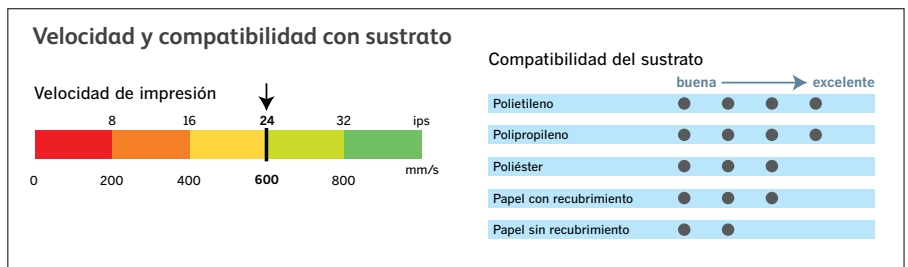 Velocidad y compatibilidad con sustrato
Velocidad de impresión
8 16 24 32 ips
0 200 400 600 800 mm/s
Compatibilidad del sustrato
buena excelente
Polietileno
Polipropileno
Poliéster
Papel con recubrimiento
Papel sin recubrimiento